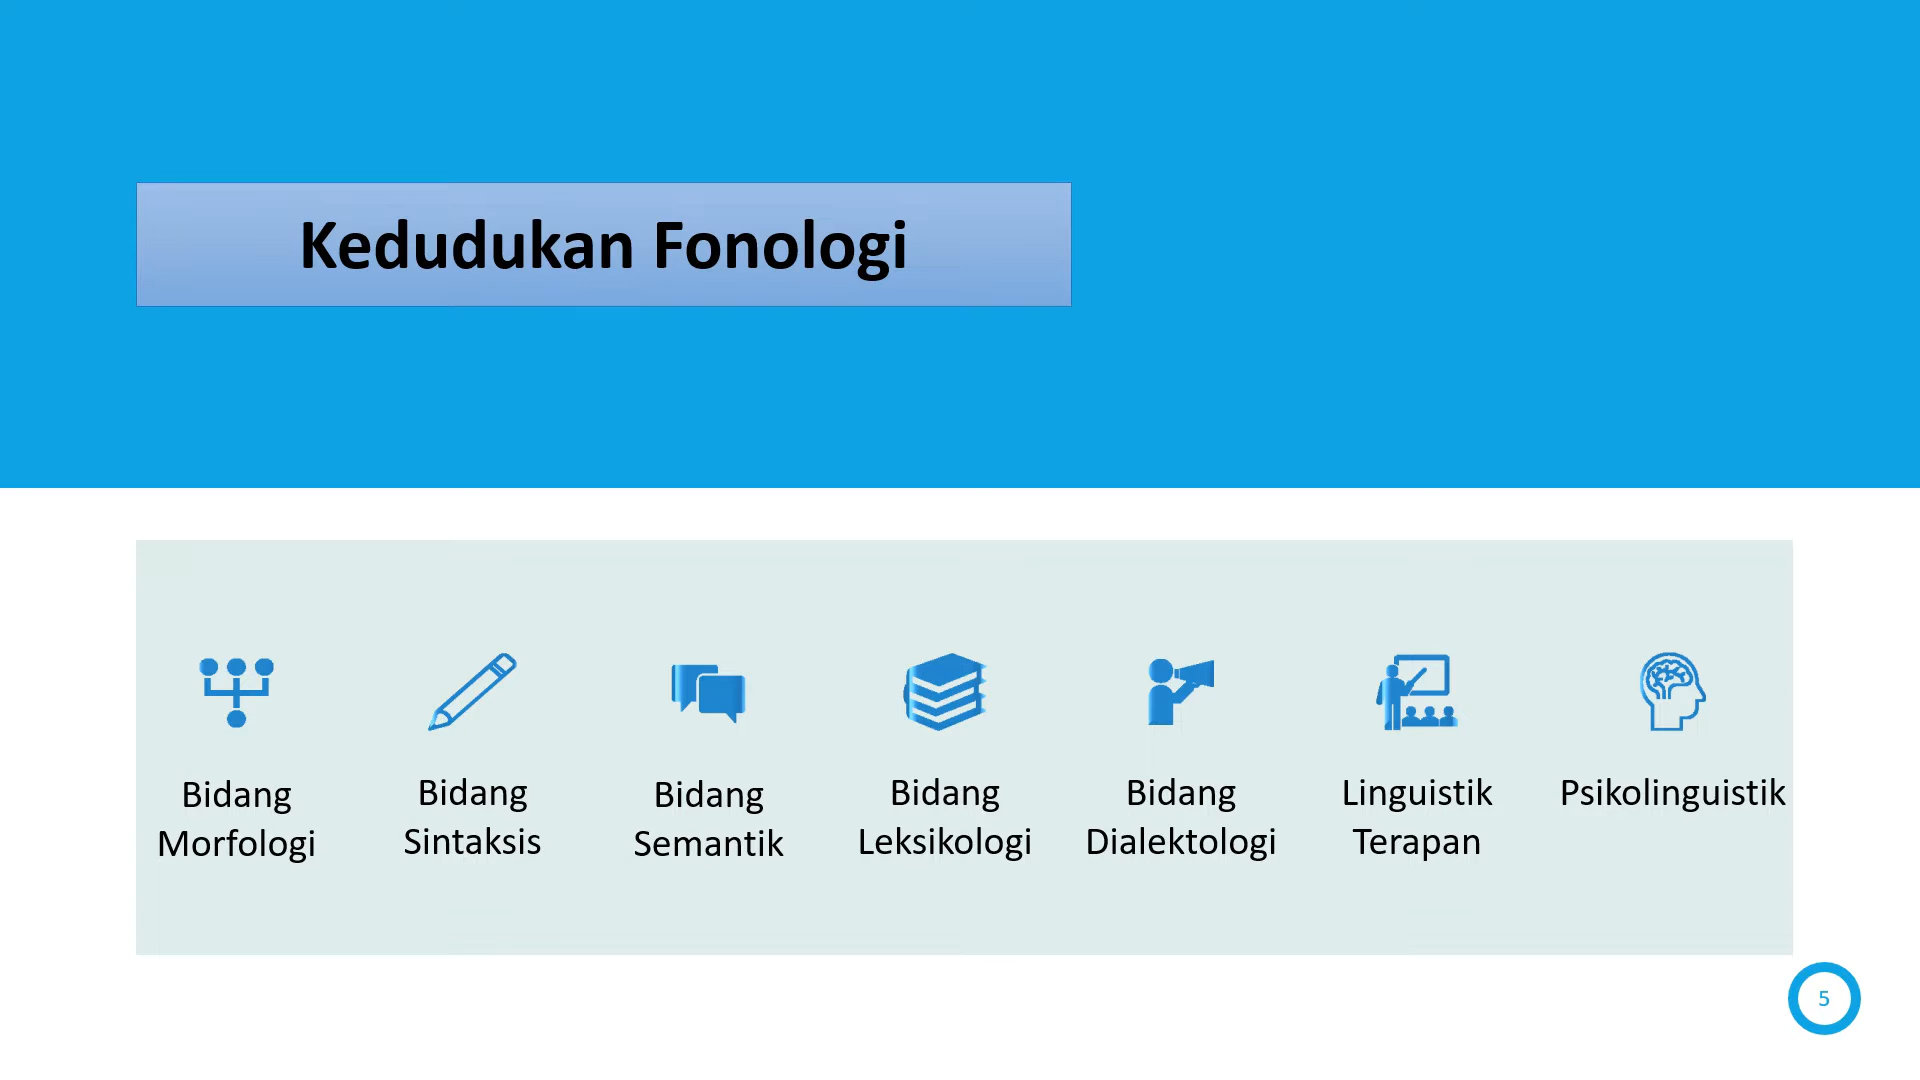 Kedudukan Fonologi
Bidang
Morfologi
Bidang
Sintaksis
Bidang
Semantik
Bidang
Leksikologi
Bidang
Dialektologi
Linguistik
Terapan
Psikolinguistik
5